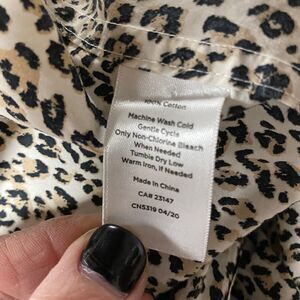 100% Cotton
Machine Wash Cold
Gentle Cycle
Only Non-Chlorine Bleach
When Needed
Tumble Dry Low
Warm Iron, If Needed
Made in China
CA# 23147
CN5319 04/20